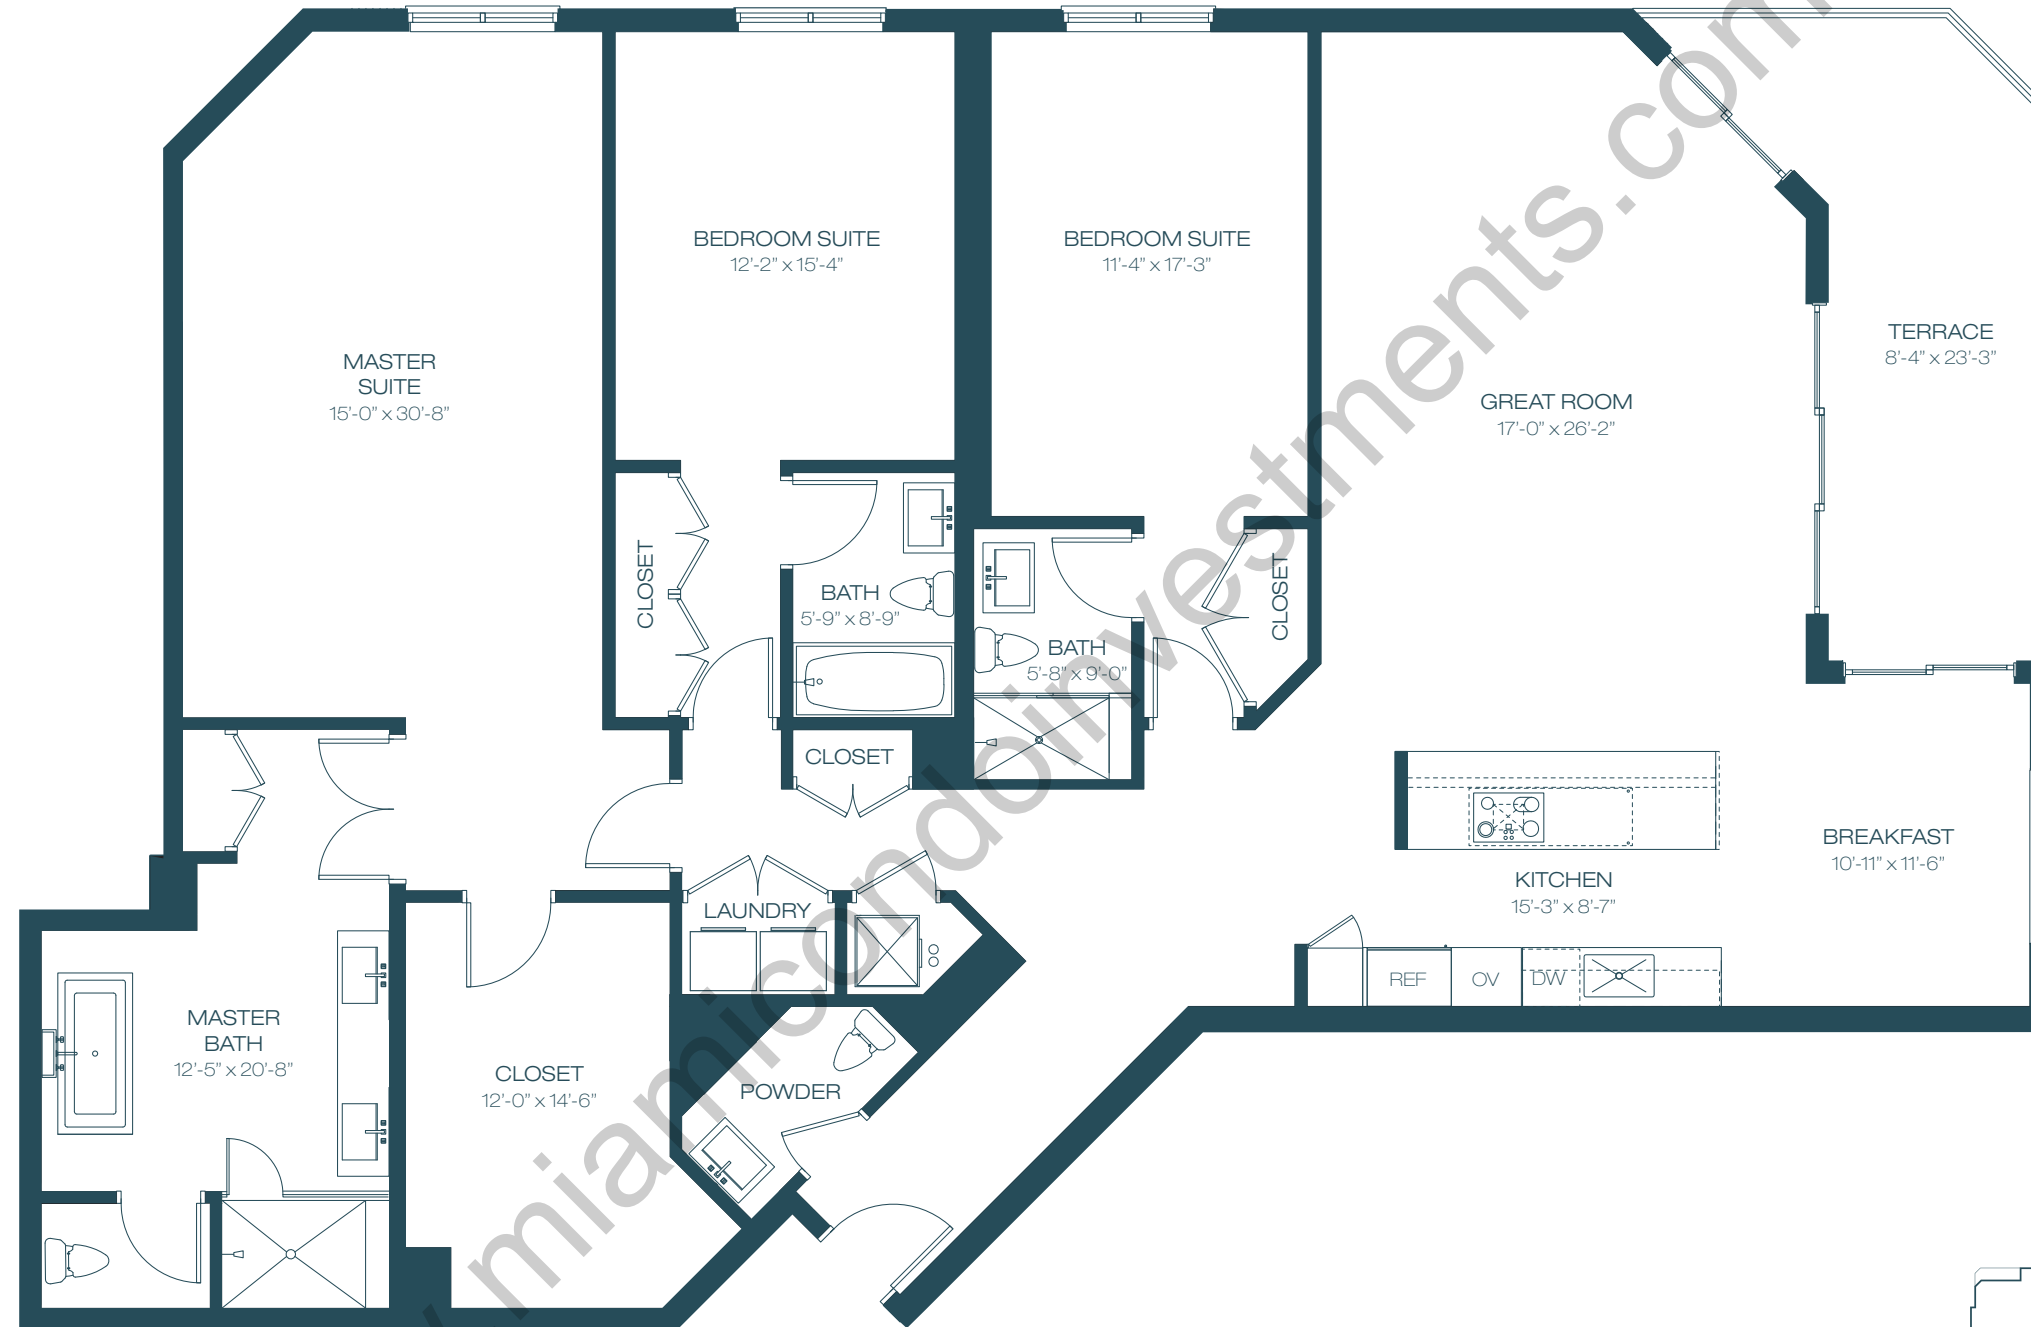 BEDROOM SUITE
12'-2" x 15'-4"
BEDROOM SUITE
11'-4" x 17'-3"
TERRACE
8'-4" x 23'-3"
MASTER
SUITE
15'-0" x 30'-8"
GREAT ROOM
17'-0" x 26'-2"
CLOSET
BATH
5'-9" x 8'-9"
BATH
5'-8" x 9'-0"
CLOSET
CLOSET
BREAKFAST
10'-11" x 11'-6"
KITCHEN
15'-3" x 8'-7"
LAUNDRY
REF
OV
DW
MASTER
BATH
12'-5" x 20'-8"
CLOSET
12'-0" x 14'-6"
POWDER
miamicondoinvestments.com